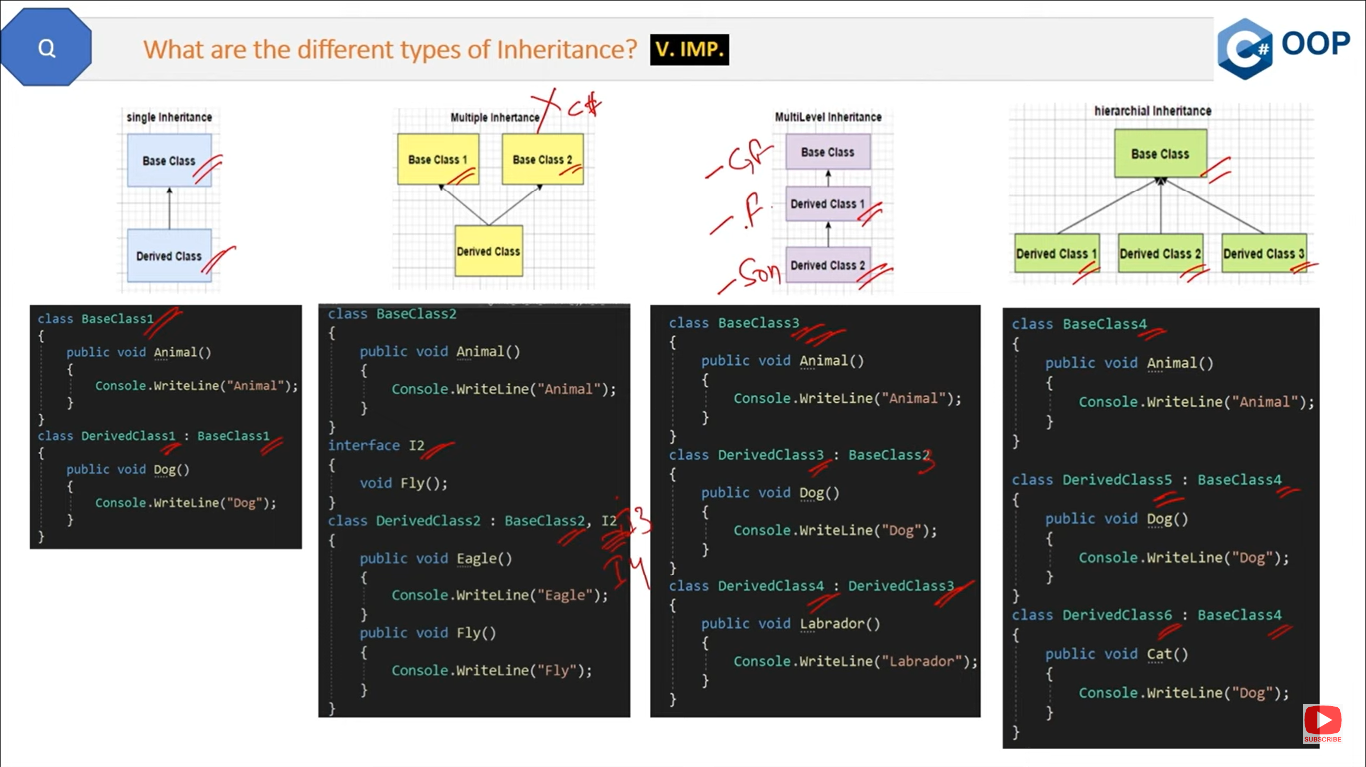 Q
What are the different types of Inheritance? V. IMP.
C# OOP
single Inheritance
Base Class
Derived Class
Multiple Inhertance
X C#
Base Class 1
Base Class 2
Derived Class
MultiLevel Inheritance
Base Class
- GF
Derived Class 1
- F
Derived Class 2
- Son
hierarchial Inheritance
Base Class
Derived Class 1
Derived Class 2
Derived Class 3
class BaseClass1
{
public void Animal()
{
Console.WriteLine("Animal");
}
}
class DerivedClass1 : BaseClass1
{
public void Dog()
{
Console.WriteLine("Dog");
}
}
class BaseClass2
{
public void Animal()
{
Console.WriteLine("Animal");
}
}
interface I2
{
void Fly();
}
class DerivedClass2 : BaseClass2, I2
I3
I4
{
public void Eagle()
{
Console.WriteLine("Eagle");
}
public void Fly()
{
Console.WriteLine("Fly");
}
}
class BaseClass3
{
public void Animal()
{
Console.WriteLine("Animal");
}
}
class DerivedClass3 : BaseClass2
3
{
public void Dog()
{
Console.WriteLine("Dog");
}
}
class DerivedClass4 : DerivedClass3
{
public void Labrador()
{
Console.WriteLine("Labrador");
}
}
class BaseClass4
{
public void Animal()
{
Console.WriteLine("Animal");
}
}
class DerivedClass5 : BaseClass4
{
public void Dog()
{
Console.WriteLine("Dog");
}
}
class DerivedClass6 : BaseClass4
{
public void Cat()
{
Console.WriteLine("Dog");
}
}
SUBSCRIBE